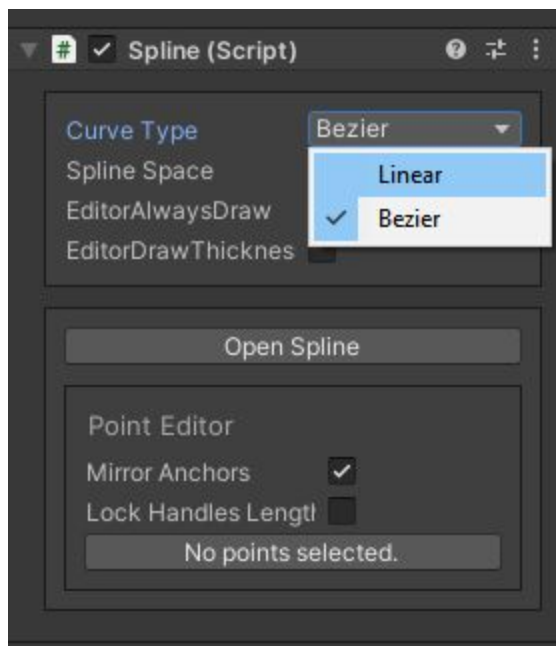 Spline (Script)
Curve Type Bezier
Linear
Spline Space
Bezier
EditorAlwaysDraw
EditorDrawThicknes
Open Spline
Point Editor
Mirror Anchors
Lock Handles Lengt
No points selected.